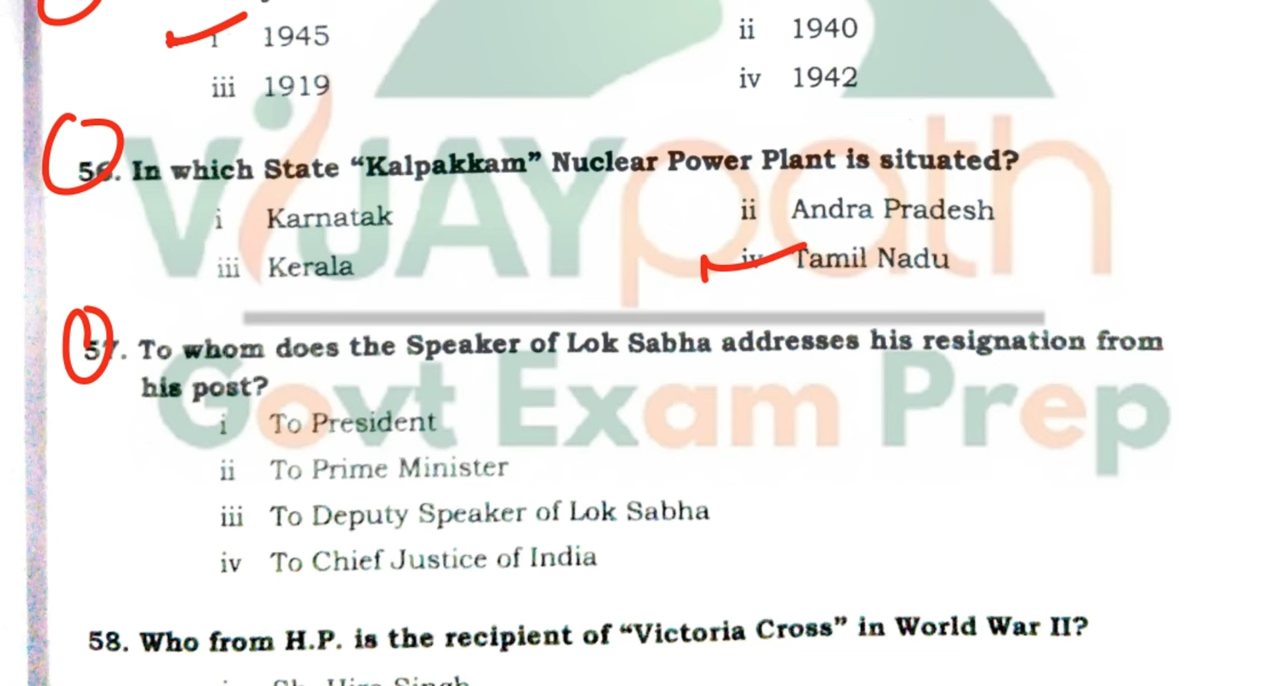 i 1945 ii 1940
iii 1919 iv 1942
56. In which State “Kalpakkam” Nuclear Power Plant is situated?
i Karnatak ii Andra Pradesh
iii Kerala iv Tamil Nadu
57. To whom does the Speaker of Lok Sabha addresses his resignation from
his post?
i To President
ii To Prime Minister
iii To Deputy Speaker of Lok Sabha
iv To Chief Justice of India
58. Who from H.P. is the recipient of “Victoria Cross” in World War II?
ViJAYpath
Govt Exam Prep